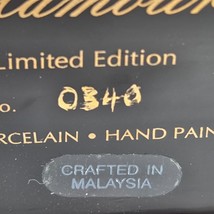 Limited Edition
o. 0340
RCELAIN • HAND PAIN
CRAFTED IN
MALAYSIA